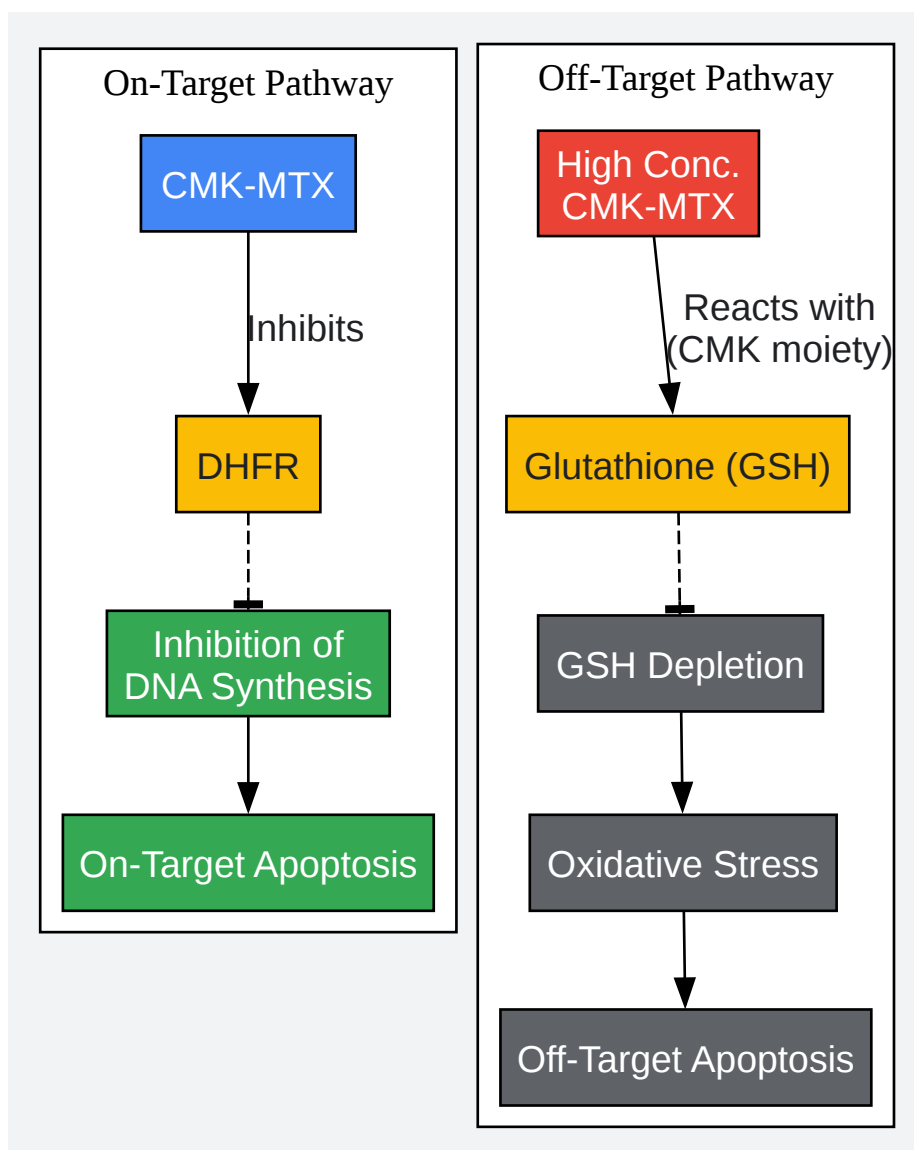 On-Target Pathway
CMK-MTX
Inhibits
DHFR
Inhibition of
DNA Synthesis
On-Target Apoptosis
Off-Target Pathway
High Conc.
CMK-MTX
Reacts with
(CMK moiety)
Glutathione (GSH)
GSH Depletion
Oxidative Stress
Off-Target Apoptosis